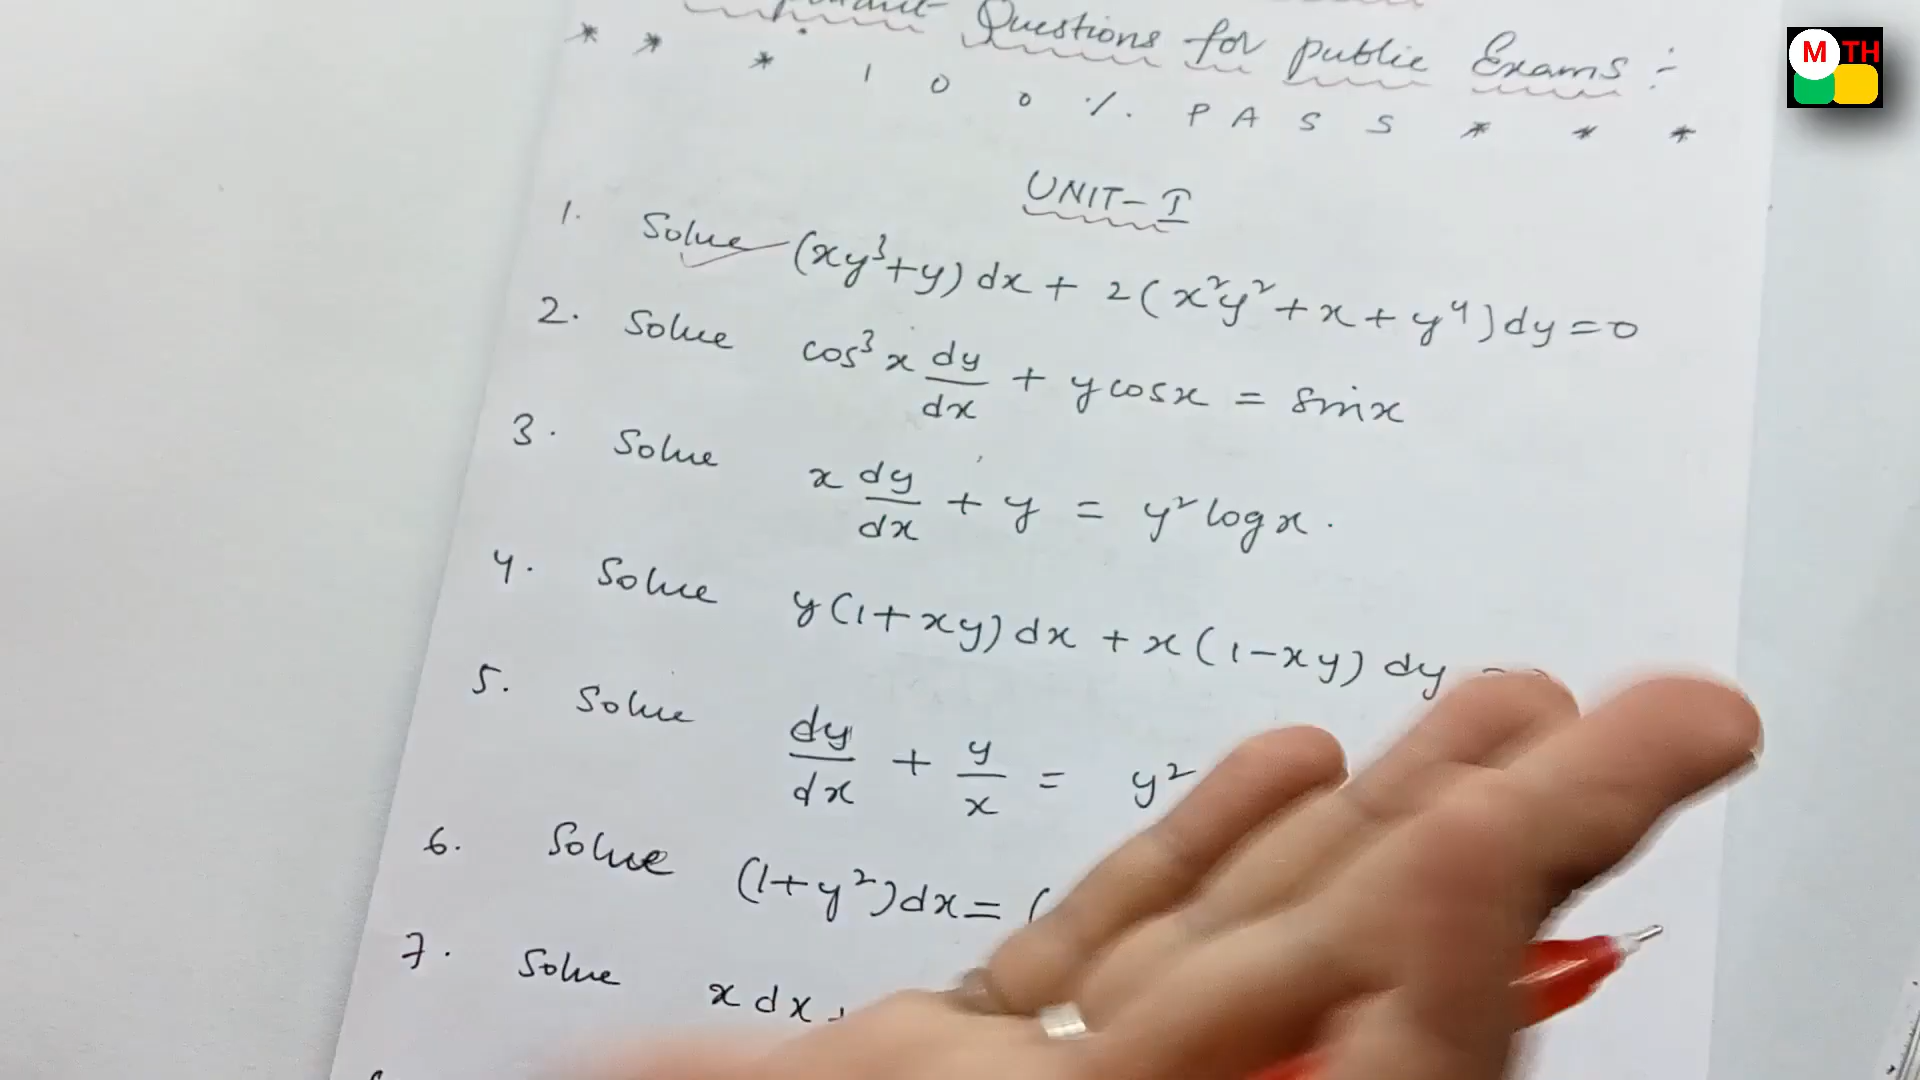 Questions for public Exams :-
* * * 1 0 0 %. P A S S * * *
UNIT-I
1. Solve (xy³+y) dx + 2(x²y²+x+y⁴)dy=0
2. Solve cos³x dy/dx + y cosx = sinx
3. Solve x dy/dx + y = y² log x.
4. Solve y(1+xy)dx + x(1-xy) dy
5. Solve dy/dx + y/x = y²
6. Solve (1+y²)dx = (
7. Solve x dx +
M TH